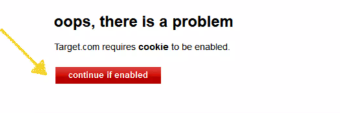 oops, there is a problem
Target.com requires cookie to be enabled.
continue if enabled